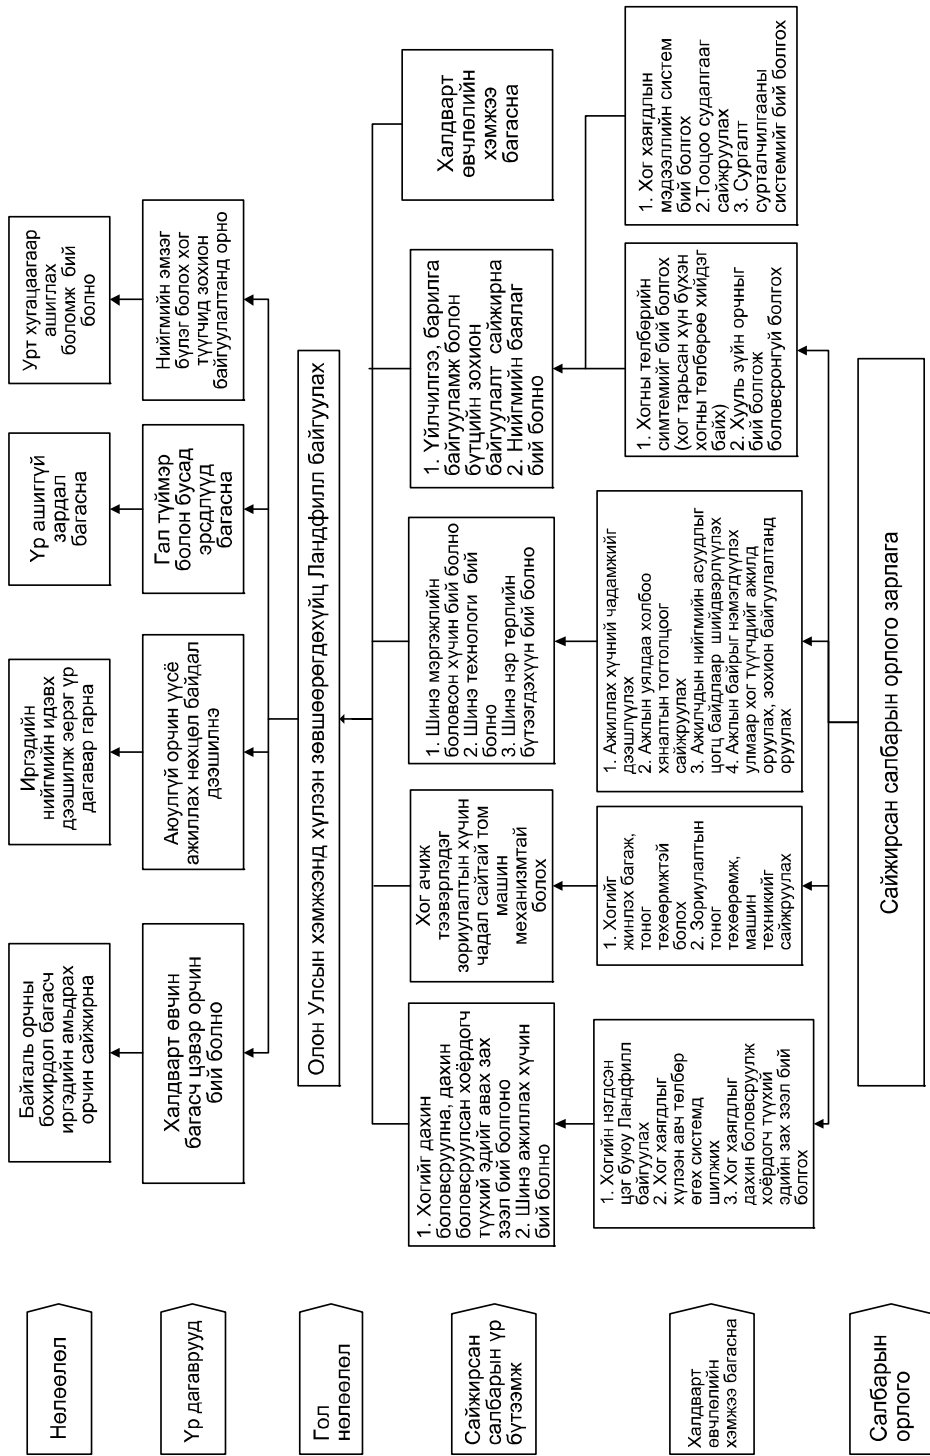 Нөлөөлөл
Байгаль орчны
бохирдол багасч
иргэдийн амьдрах
орчин сайжирна
Иргэдийн
нийгмийн идэвх
дээшилж эерэг үр
дагавар гарна
Үр ашиггүй
зардал
багасна
Урт хугацаагаар
ашиглах
боломж бий
болно
Үр дагаврууд
Халдварт өвчин
багасч цэвэр орчин
бий болно
Аюулгүй орчин үүсё
ажиллах нөхцөл байдал
дээшилнэ
Гал түймэр
болон бусад
эрсдлүүд
багасна
Нийгмийн эмзэг
бүлэг болох хог
түүгчид зохион
байгуулалтанд орно
Гол
нөлөөлөл
Олон Улсын хэмжээнд хүлээн зөвшөөрөгдөхүйц Ландфилл байгуулах
Сайжирсан
салбарын үр
бүтээмж
1. Хогийг дахин
боловсруулна, дахин
боловсруулсан хоёрдогч
түүхий эдийг авах зах
зээл бий болгоно
2. Шинэ ажиллах хүчин
бий болно
Хог ачиж
тээвэрлэдэг
зориулалтын хүчин
чадал сайтай том
машин
механизмтай
болох
1. Шинэ мэргэжлийн
боловсон хүчин бий болно
2. Шинэ технологи бий
болно
3. Шинэ нэр төрлийн
бүтээгдэхүүн бий болно
1. Үйлчилгээ, барилга
байгууламж болон
бүтцийн зохион
байгуулалт сайжирна
2. Нийгмийн баялаг
бий болно
Халдварт
өвчлөлийн
хэмжээ
багасна
Халдварт
өвчлөлийн
хэмжээ багасна
1. Хогийн нэгдсэн
цэг буюу Ландфилл
байгуулах
2. Хог хаягдлыг
хүлээн авч төлбөр
өгөх системд
шилжих
3. Хог хаягдлыг
дахин боловсруулж
хоёрдогч түүхий
эдийн зах зээл бий
болгох
1. Хогийг
жинлэх багаж,
тоног
төхөөрмжтэй
болох
2. Зориулалтын
тоног
төхөөрөмж,
машин
техникийг
сайжруулах
1. Ажиллах хүчний чадамжийг
дээшлүүлэх
2. Ажлын уялдаа холбоо
хяналтын тогтолцоог
сайжруулах
3. Ажилчдын нийгмийн асуудлыг
цогц байдлаар шийдвэрлүүлэх
4. Ажлын байрыг нэмэгдүүлэх
улмаар хог түүгчдийг ажилд
оруулах, зохион байгуулалтанд
оруулах
1. Хогны төлбөрийн
симтемийг бий болгох
(хог тарьсан хүн бүхэн
хогны төлбөрөө хийдэг
байх)
2. Хууль зүйн орчныг
бий болгож
боловсронгуй болгох
1. Хог хаягдлын
мэдээллийн систем
бий болгох
2.Тооцоо судалгааг
сайжруулах
3. Сургалт
сурталчилгааны
системийг бий болгох
Салбарын
орлого
Сайжирсан салбарын орлого зарлага